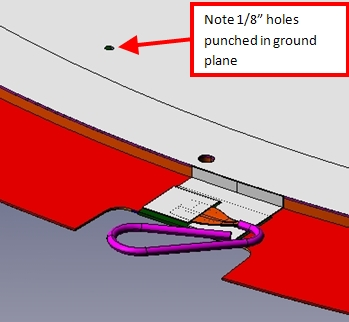 Note 1/8” holes
punched in ground
plane